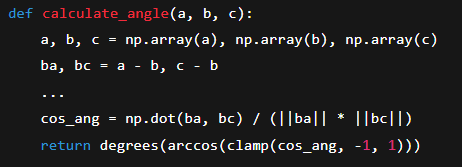 def calculate_angle(a, b, c):
    a, b, c = np.array(a), np.array(b), np.array(c)
    ba, bc = a - b, c - b
    ...
    cos_ang = np.dot(ba, bc) / (||ba|| * ||bc||)
    return degrees(arccos(clamp(cos_ang, -1, 1)))